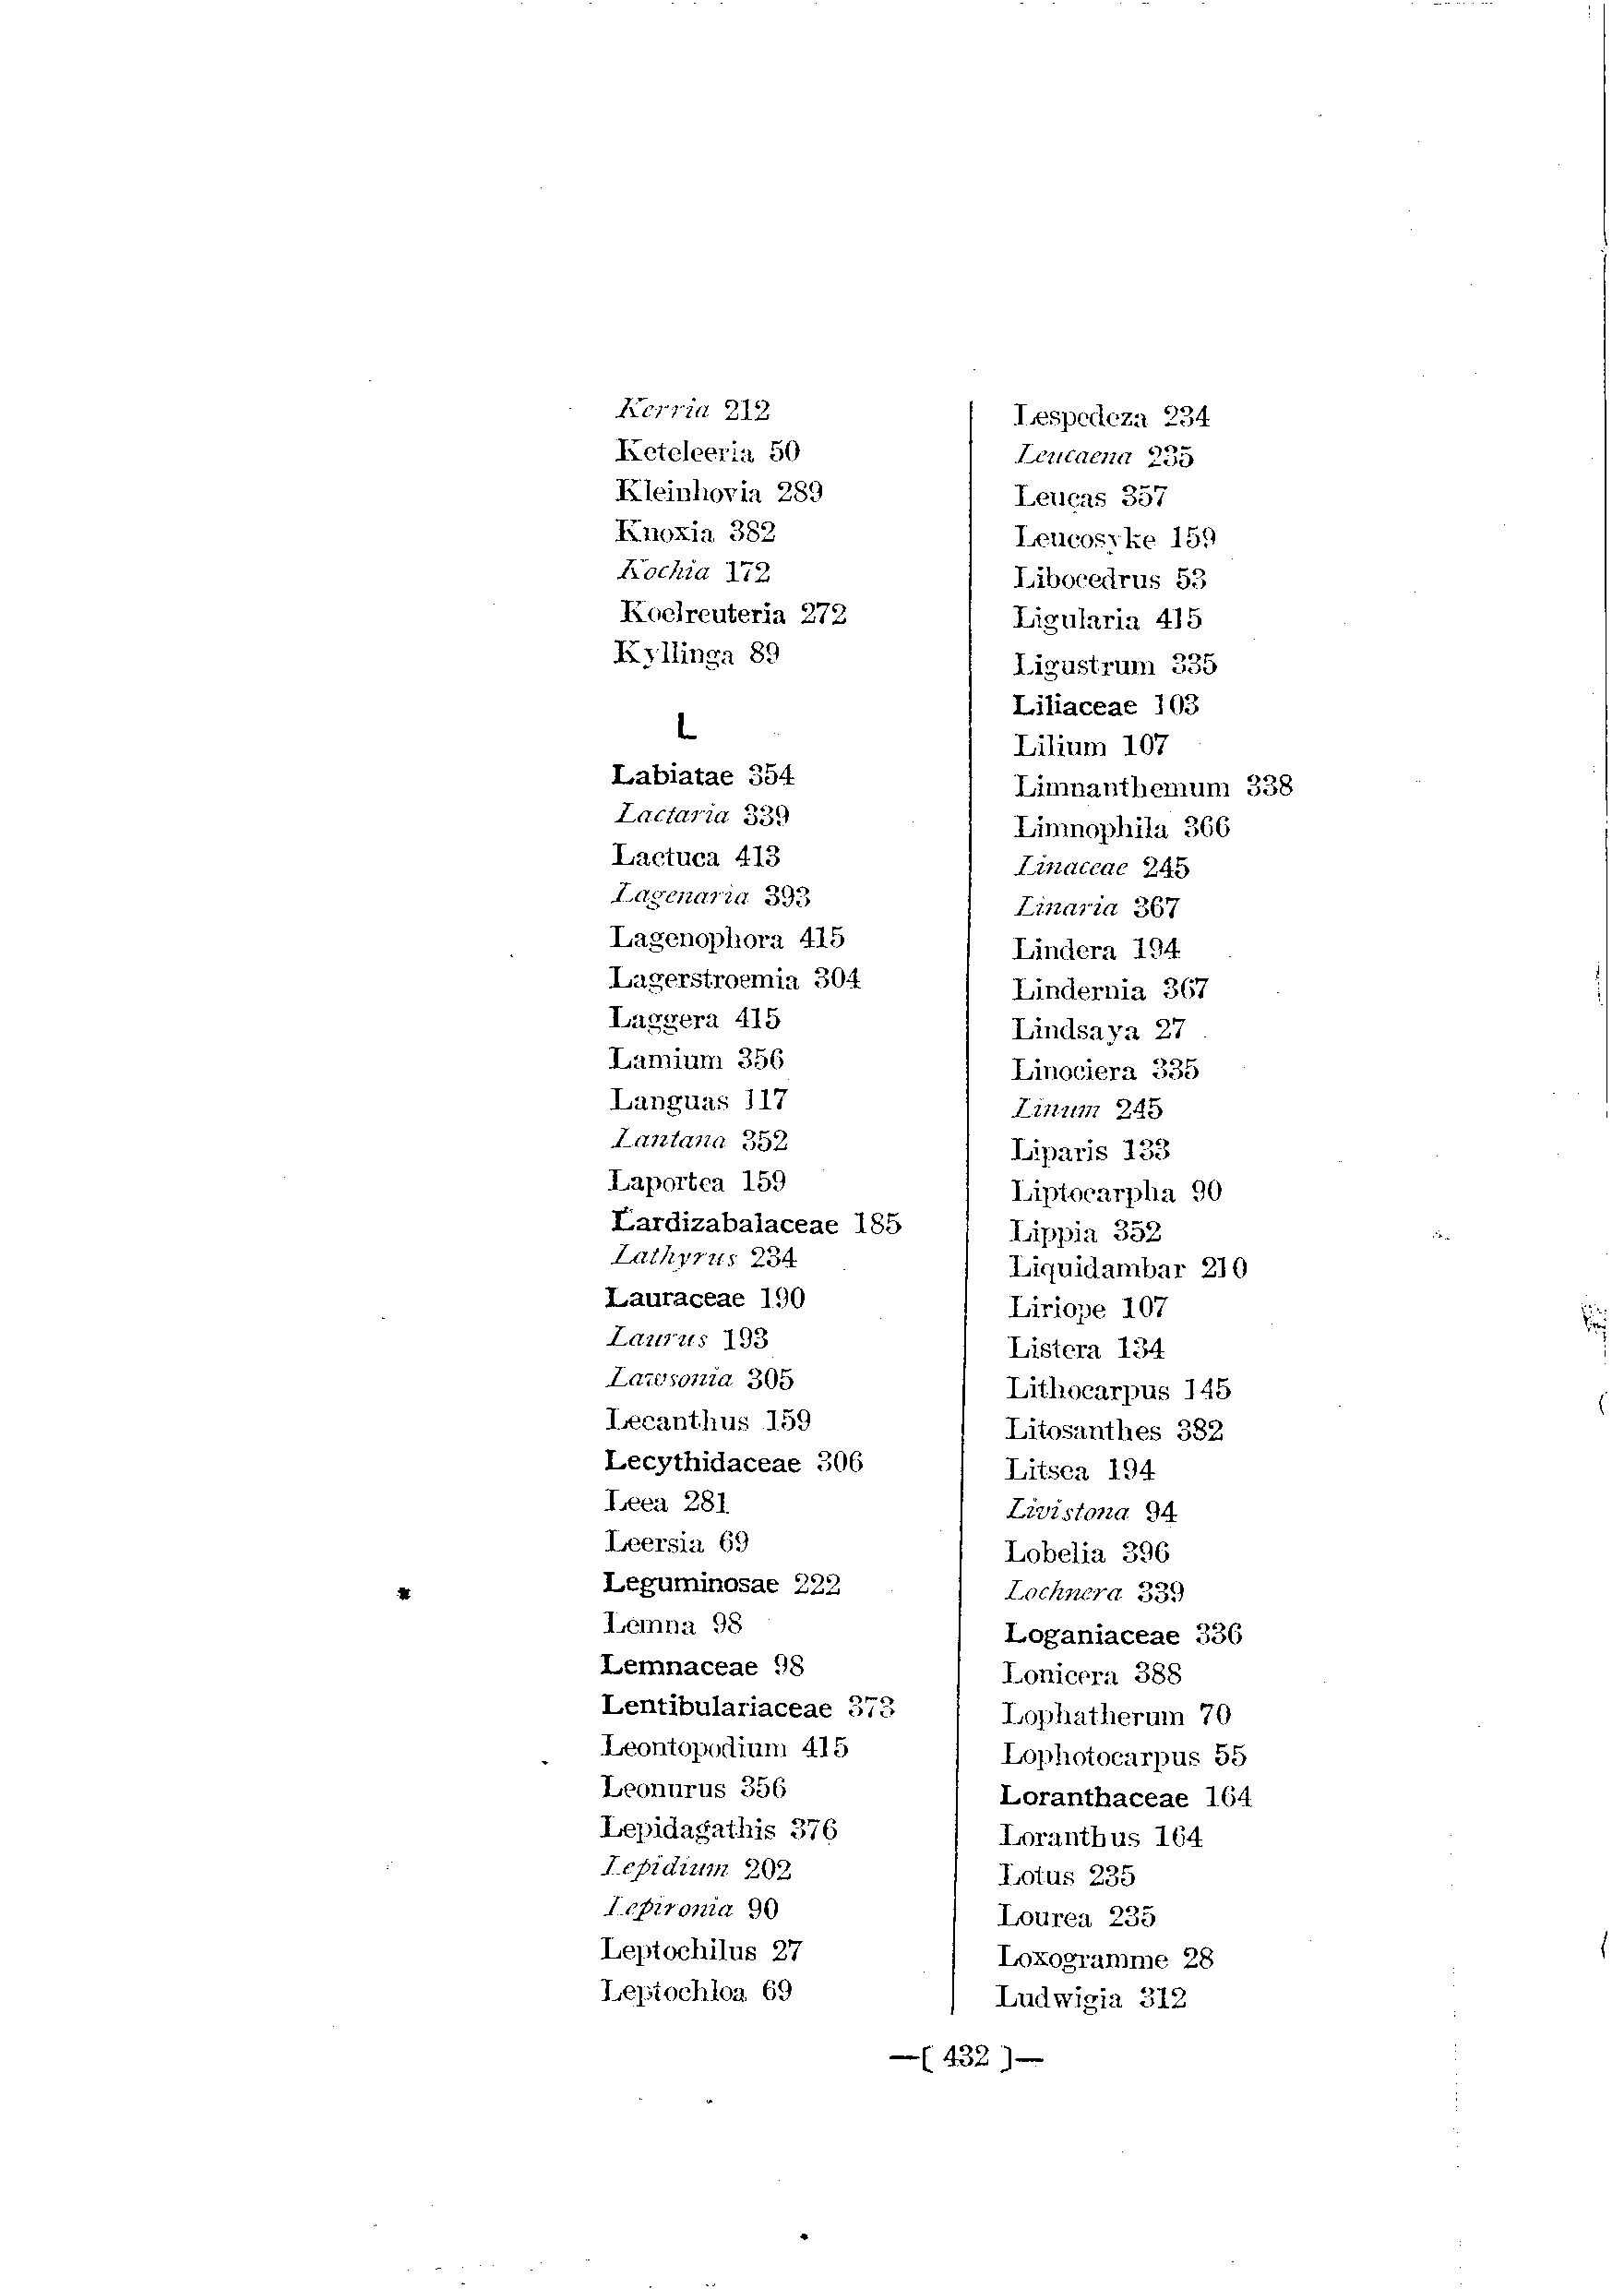 Kerria 212
Keteleeria 50
Kleinhovia 289
Knoxia 382
Kochia 172
Koelreuteria 272
Kyllinga 89
L
Labiatae 354
Lactaria 339
Lactuca 413
Lagenaria 393
Lagenophora 415
Lagerstroemia 304
Laggera 415
Lamium 356
Languas 117
Lantana 352
Laportea 159
Lardizabalaceae 185
Lathyrus 234
Lauraceae 190
Laurus 193
Lawsonia 305
Lecanthus 159
Lecythidaceae 306
Leea 281
Leersia 69
Leguminosae 222
Lemna 98
Lemnaceae 98
Lentibulariaceae 373
Leontopodium 415
Leonurus 356
Lepidagathis 376
Lepidium 202
Lepironia 90
Leptochilus 27
Leptochloa 69
Lespedeza 234
Leucaena 235
Leucas 357
Leucosyke 159
Libocedrus 53
Ligularia 415
Ligustrum 335
Liliaceae 103
Lilium 107
Limnanthemum 338
Limnophila 366
Linaceae 245
Linaria 367
Lindera 194
Lindernia 367
Lindsaya 27
Linociera 335
Linum 245
Liparis 133
Liptocarpha 90
Lippia 352
Liquidambar 210
Liriope 107
Listera 134
Lithocarpus 145
Litosanthes 382
Litsea 194
Livistona 94
Lobelia 396
Lochnera 339
Loganiaceae 336
Lonicera 388
Lophatherum 70
Lophotocarpus 55
Loranthaceae 164
Loranthus 164
Lotus 235
Lourea 235
Loxogramme 28
Ludwigia 312
—( 432 )—